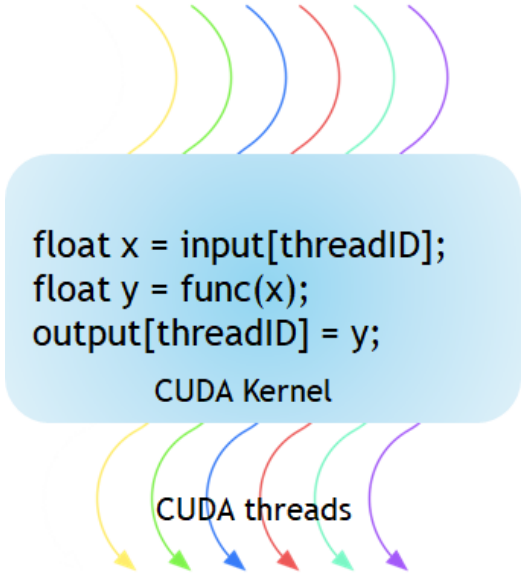 float x = input[threadID];
float y = func(x);
output[threadID] = y;
CUDA Kernel
CUDA threads